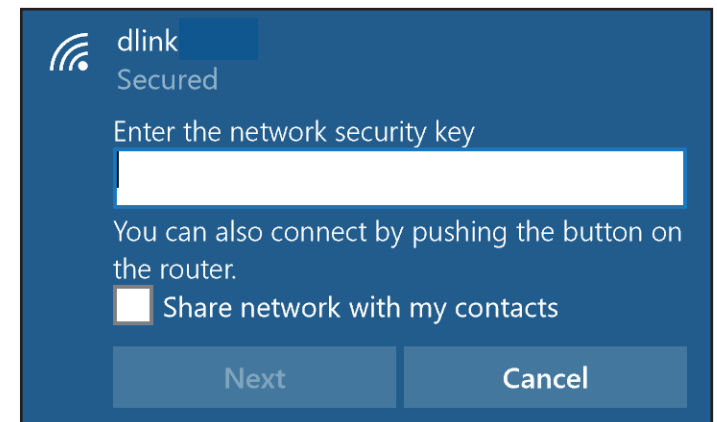 dlink
Secured
Enter the network security key
You can also connect by pushing the button on
the router.
Share network with my contacts
Next
Cancel